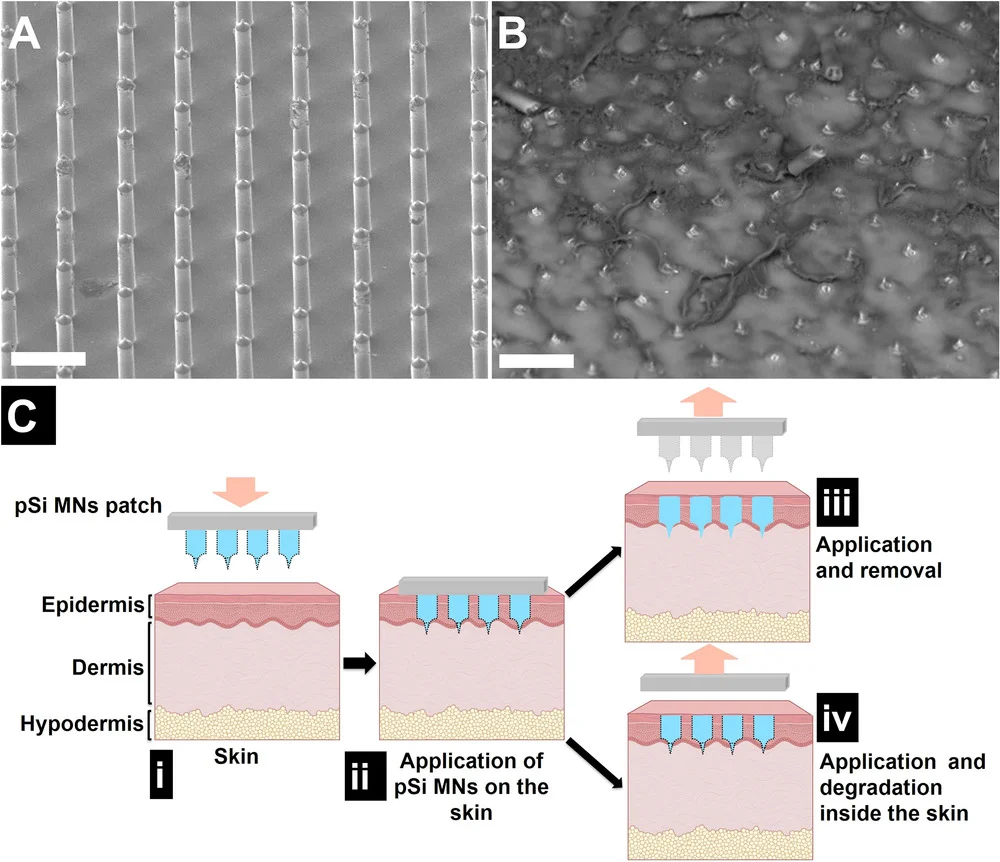 A
B
C
pSi MNs patch
Epidermis
Dermis
Hypodermis
i
Skin
ii
Application of
pSi MNs on the
skin
iii
Application
and removal
iv
Application and
degradation
inside the skin